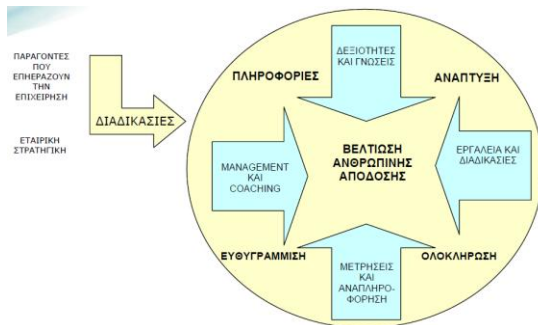 ΠΑΡΑΓΟΝΤΕΣ
ΠΟΥ
ΕΠΗΕΡΑΖΟΥΝ
ΤΗΝ
ΕΠΙΧΕΙΡΗΣΗ
ΕΤΑΙΡΙΚΗ
ΣΤΡΑΤΗΓΙΚΗ
ΔΙΑΔΙΚΑΣΙΕΣ
ΠΛΗΡΟΦΟΡΙΕΣ
ΔΕΞΙΟΤΗΤΕΣ
ΚΑΙ ΓΝΩΣΕΙΣ
ΑΝΑΠΤΥΞΗ
MANAGEMENT
ΚΑΙ
COACHING
ΒΕΛΤΙΩΣΗ
ΑΝΘΡΩΠΙΝΗΣ
ΑΠΟΔΟΣΗΣ
ΕΡΓΑΛΕΙΑ ΚΑΙ
ΔΙΑΔΙΚΑΣΙΕΣ
ΕΥΘΥΓΡΑΜΜΙΣΗ
ΜΕΤΡΗΣΕΙΣ
ΚΑΙ
ΑΝΑΠΛΗΡΟ-
ΦΟΡΗΣΗ
ΟΛΟΚΛΗΡΩΣΗ